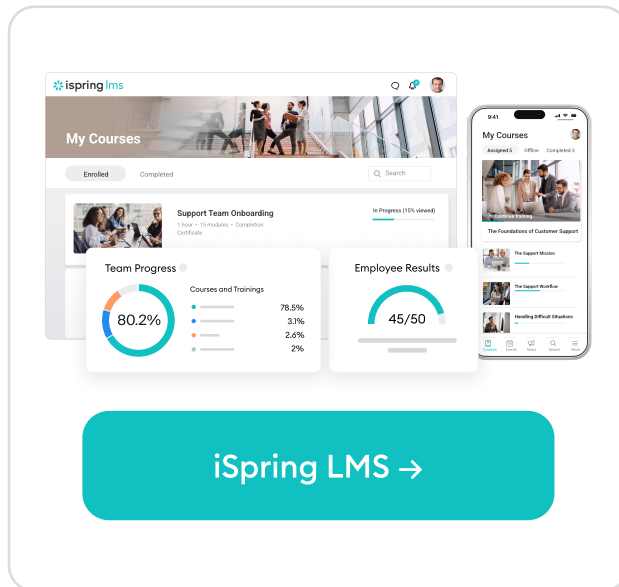 ispring lms
My Courses
Enrolled
Completed
Search
Support Team Onboarding
1 hour • 15 modules • Completion
Certificate
In Progress (15% viewed)
Team Progress
80.2%
Courses and Trainings
78.5%
3.1%
2.6%
2%
Employee Results
45/50
9:41
My Courses
Assigned 5
Offline
Completed 3
Continue training
The Foundations of Customer Support
The Support Mission
The Support Workflow
Handling Difficult Situations
Courses
Events
News
Search
More
iSpring LMS →